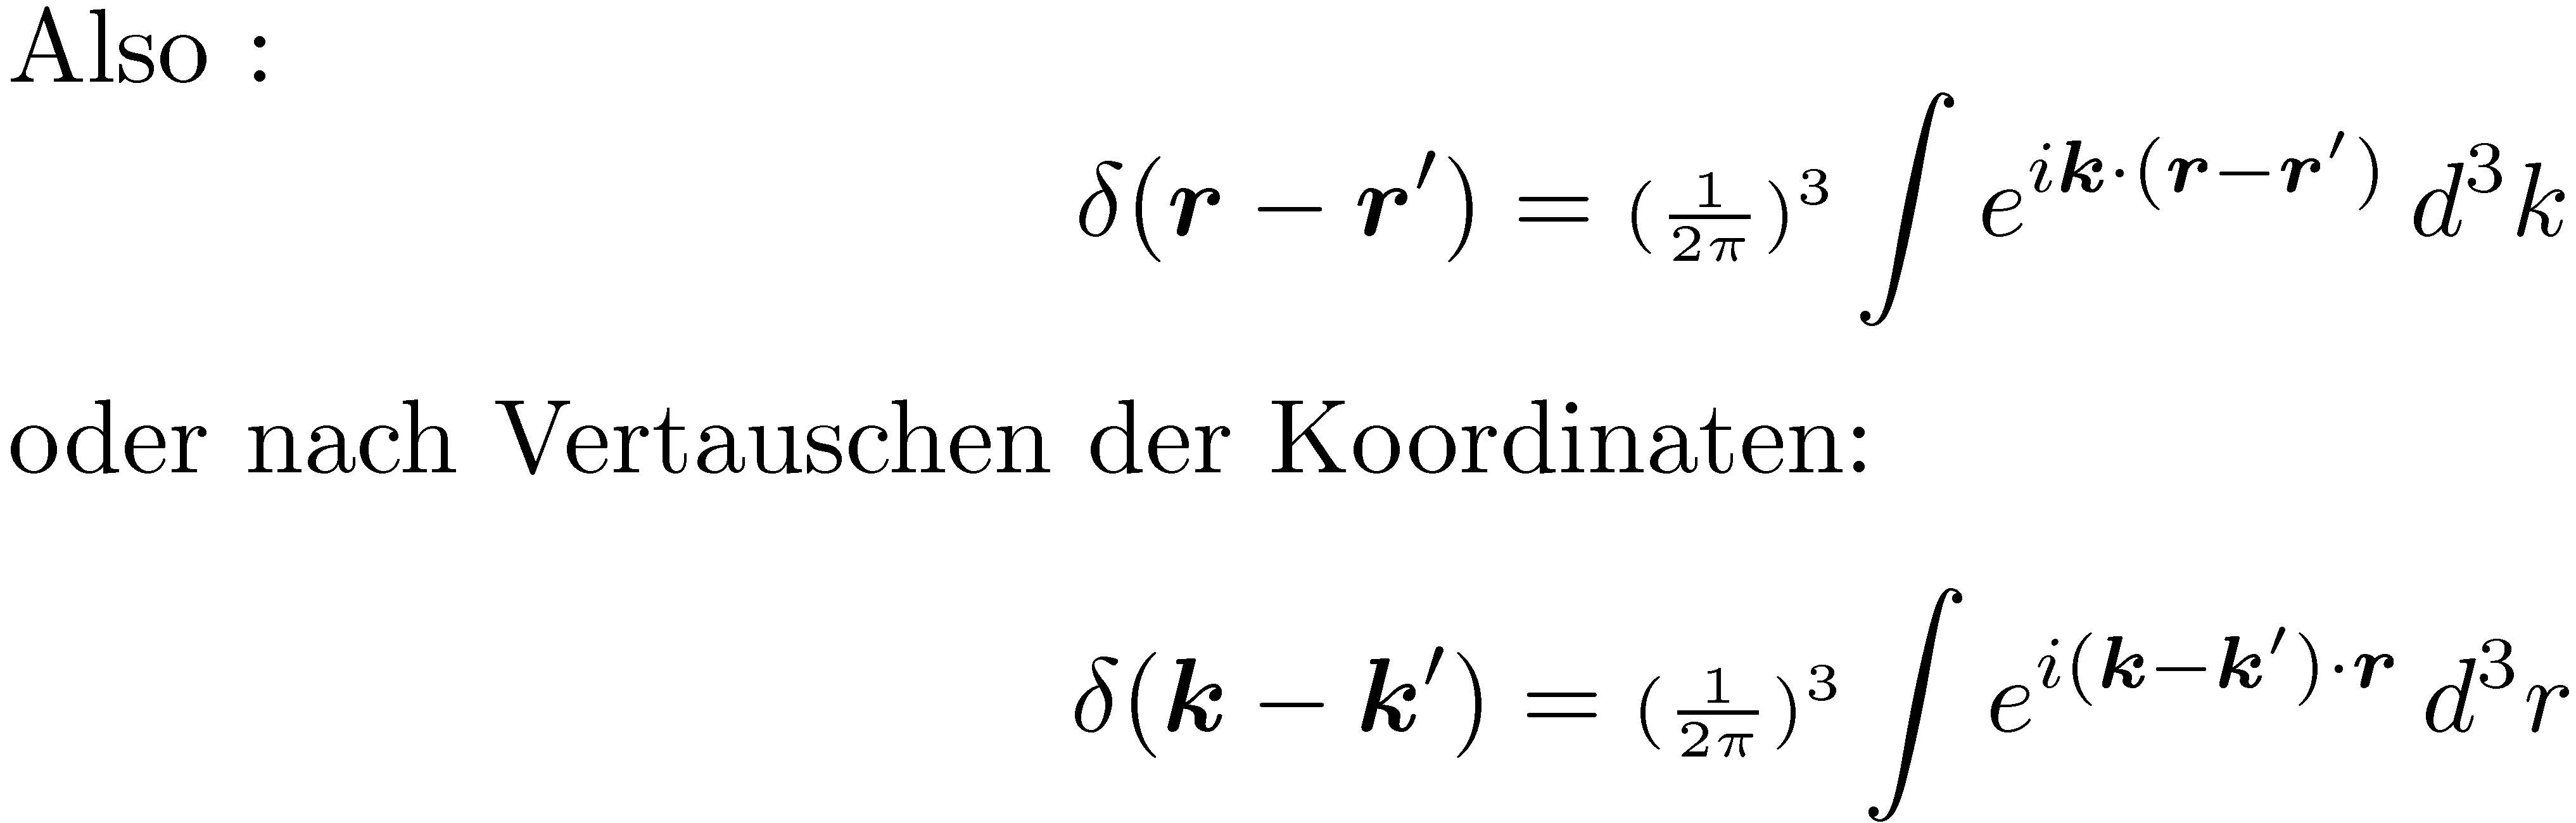 Also :
δ(𝒓 − 𝒓′) = (1/2π)³ ∫ e^{i𝒌·(𝒓−𝒓′)} d³k
oder nach Vertauschen der Koordinaten:
δ(𝒌 − 𝒌′) = (1/2π)³ ∫ e^{i(𝒌−𝒌′)·𝒓} d³r